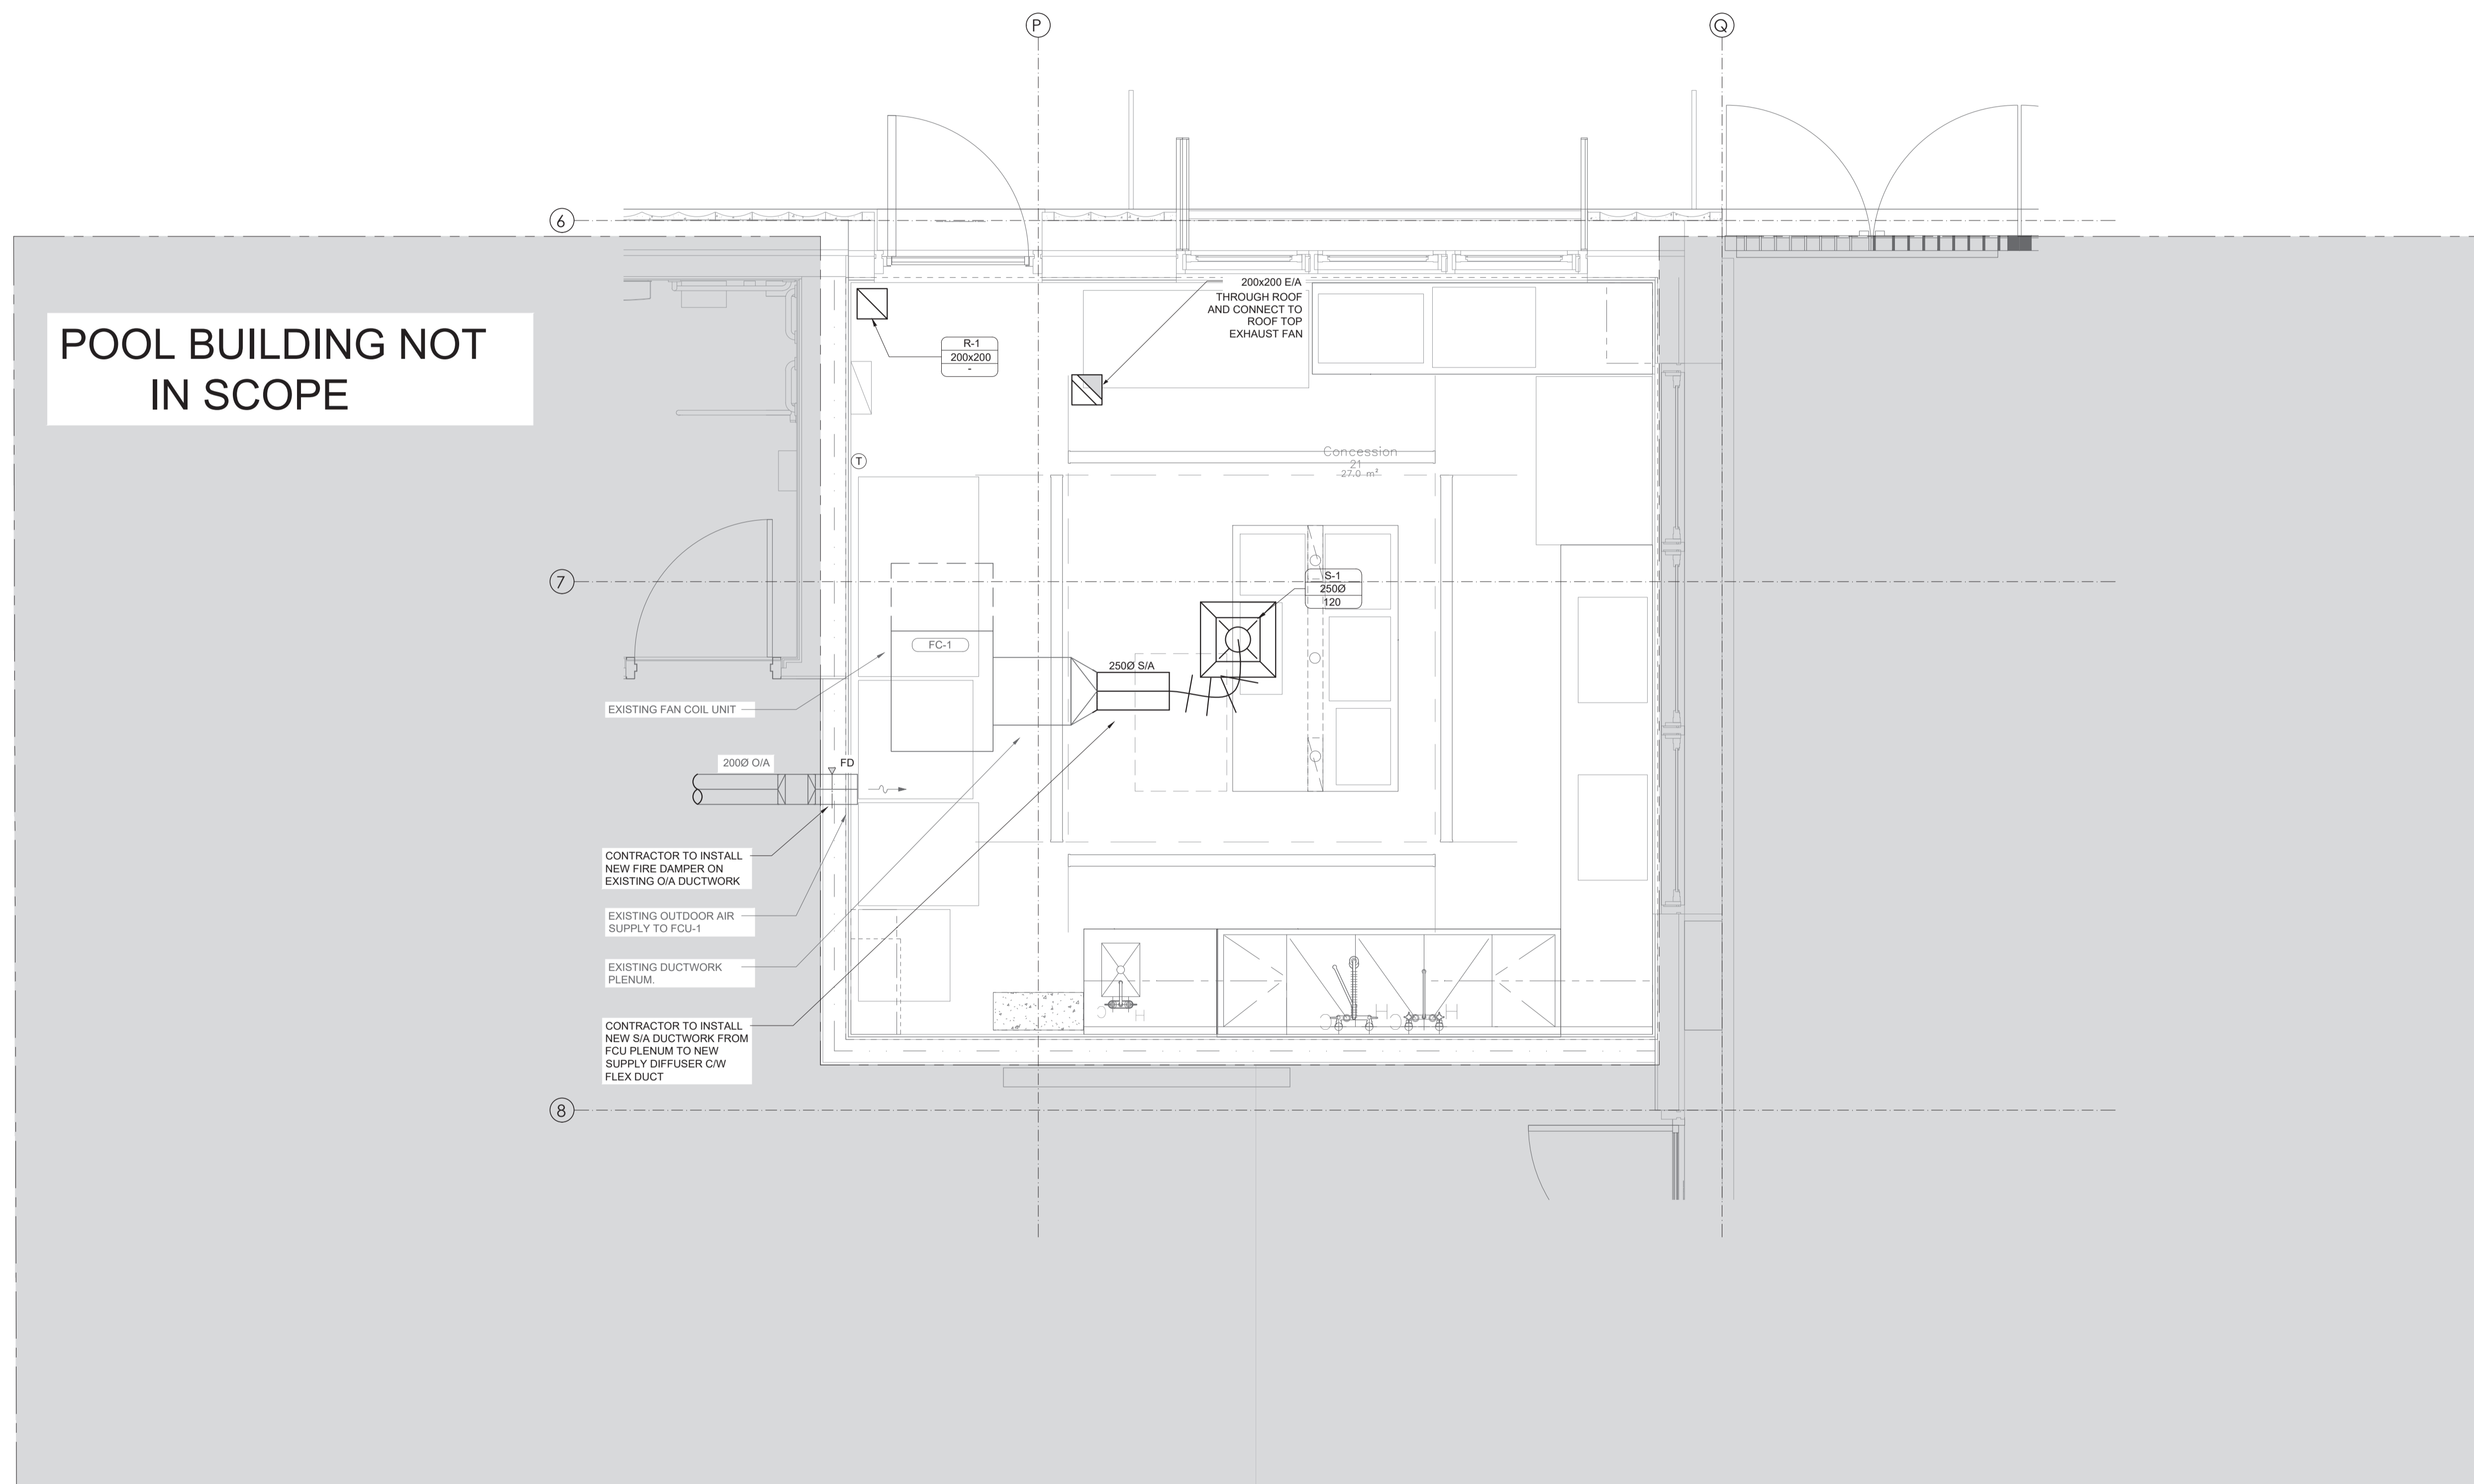 P
Q
6
POOL BUILDING NOT
IN SCOPE
200x200 E/A
THROUGH ROOF
AND CONNECT TO
ROOF TOP
EXHAUST FAN
R-1
200x200
-
Concession
21
27.0 m²
T
7
S-1
250Ø
120
FC-1
250Ø S/A
EXISTING FAN COIL UNIT
200Ø O/A
FD
CONTRACTOR TO INSTALL
NEW FIRE DAMPER ON
EXISTING O/A DUCTWORK
EXISTING OUTDOOR AIR
SUPPLY TO FCU-1
EXISTING DUCTWORK
PLENUM.
CONTRACTOR TO INSTALL
NEW S/A DUCTWORK FROM
FCU PLENUM TO NEW
SUPPLY DIFFUSER C/W
FLEX DUCT
C
H
C
H
C
H
8